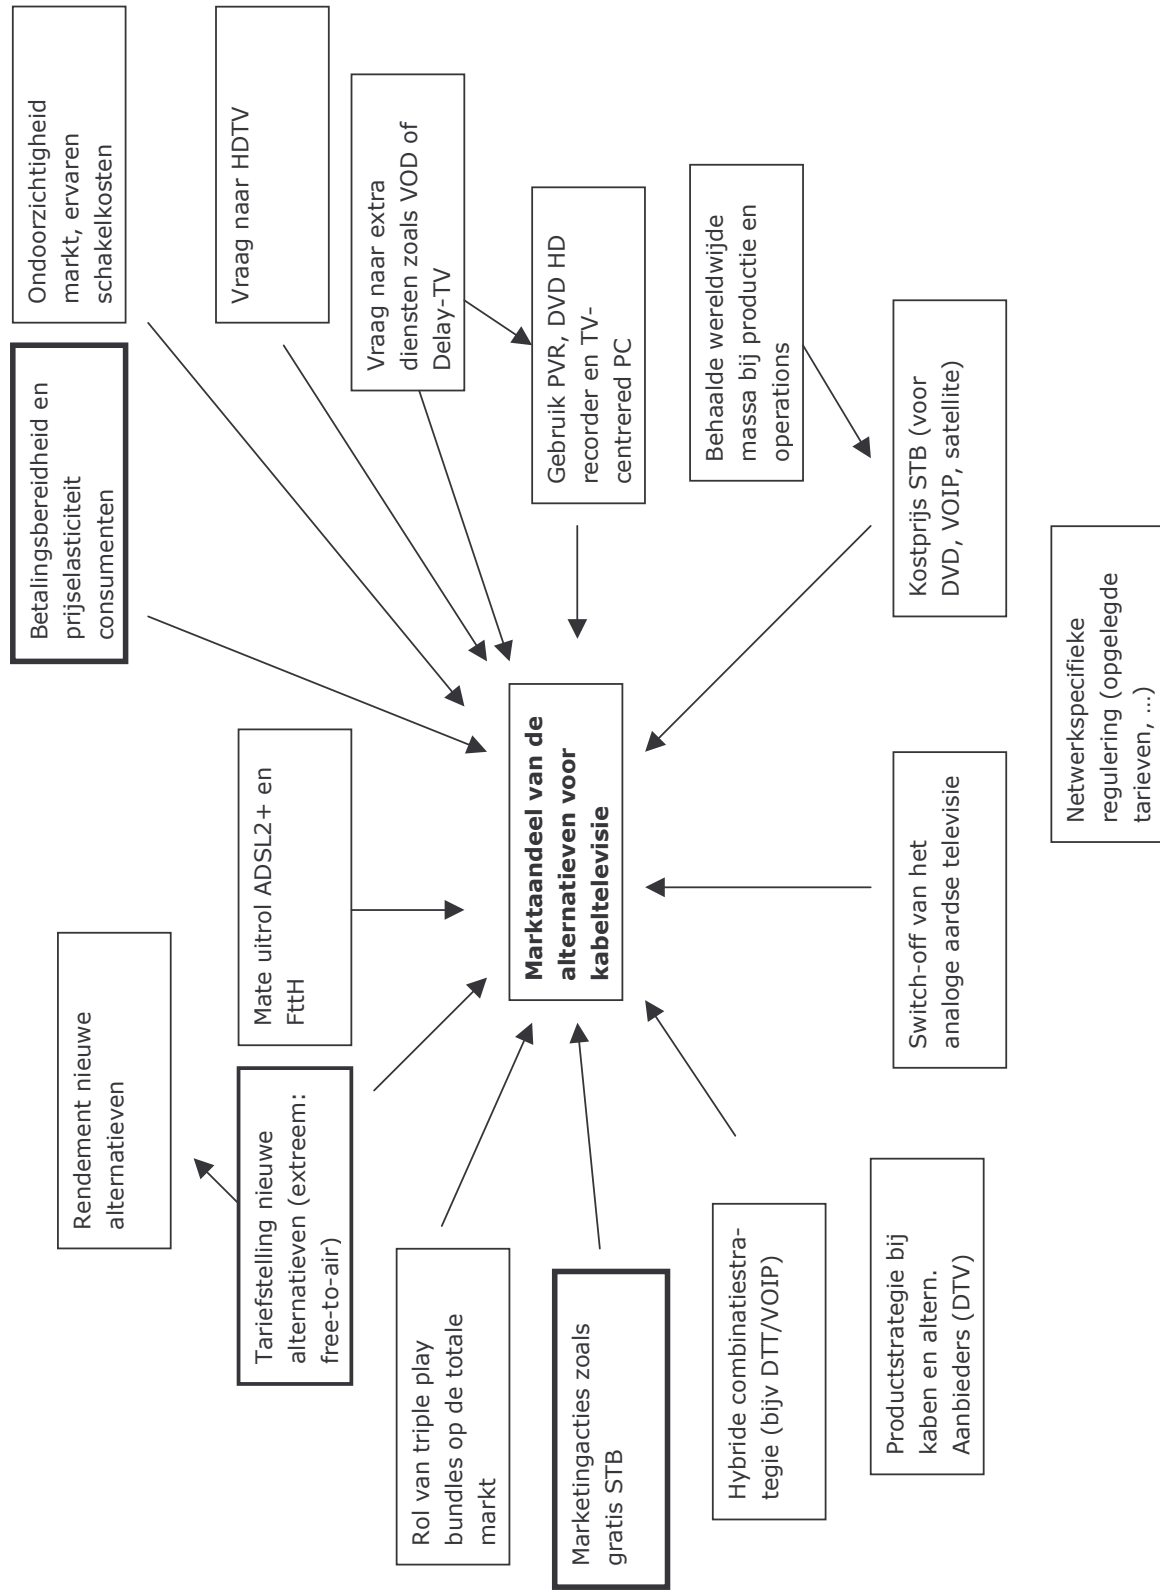 Rendement nieuwe
alternatieven
Betalingsbereidheid en
prijselasticiteit
consumenten
Ondoorzichtigheid
markt, ervaren
schakelkosten
Tariefstelling nieuwe
alternatieven (extreem:
free-to-air)
Mate uitrol ADSL2+ en
FttH
Vraag naar HDTV
Rol van triple play
bundles op de totale
markt
Vraag naar extra
diensten zoals VOD of
Delay-TV
Marketingacties zoals
gratis STB
Marktaandeel van de
alternatieven voor
kabeltelevisie
Gebruik PVR, DVD HD
recorder en TV-
centrered PC
Hybride combinatiestra-
tegie (bijv DTT/VOIP)
Behaalde wereldwijde
massa bij productie en
operations
Productstrategie bij
kaben en altern.
Aanbieders (DTV)
Switch-off van het
analoge aardse televisie
Kostprijs STB (voor
DVD, VOIP, satellite)
Netwerkspecifieke
regulering (opgelegde
tarieven, …)